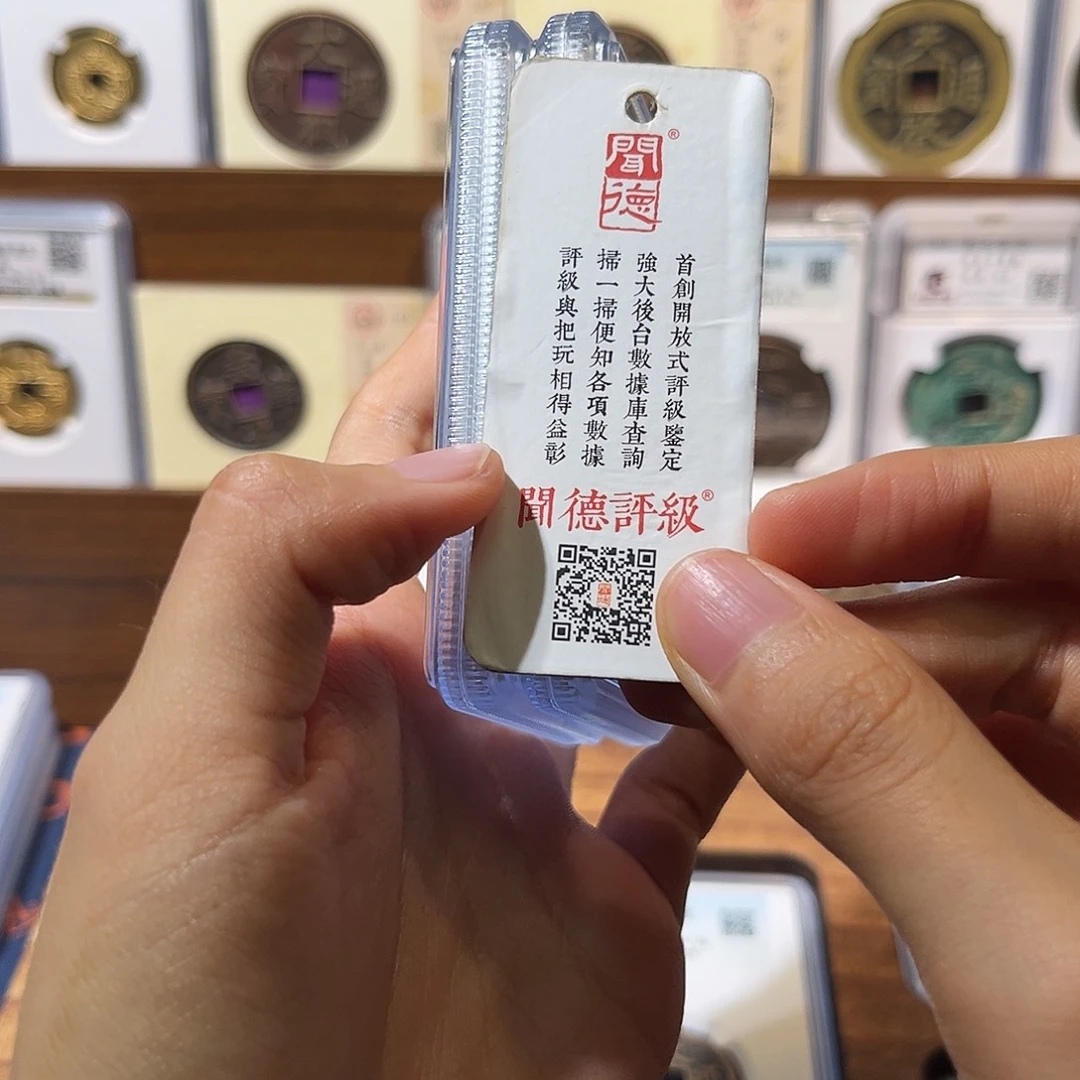 聞德®
首創開放式評級鑒定
強大後台數據庫查詢
掃一掃便知各項數據
評級與把玩相得益彰
聞德評級®